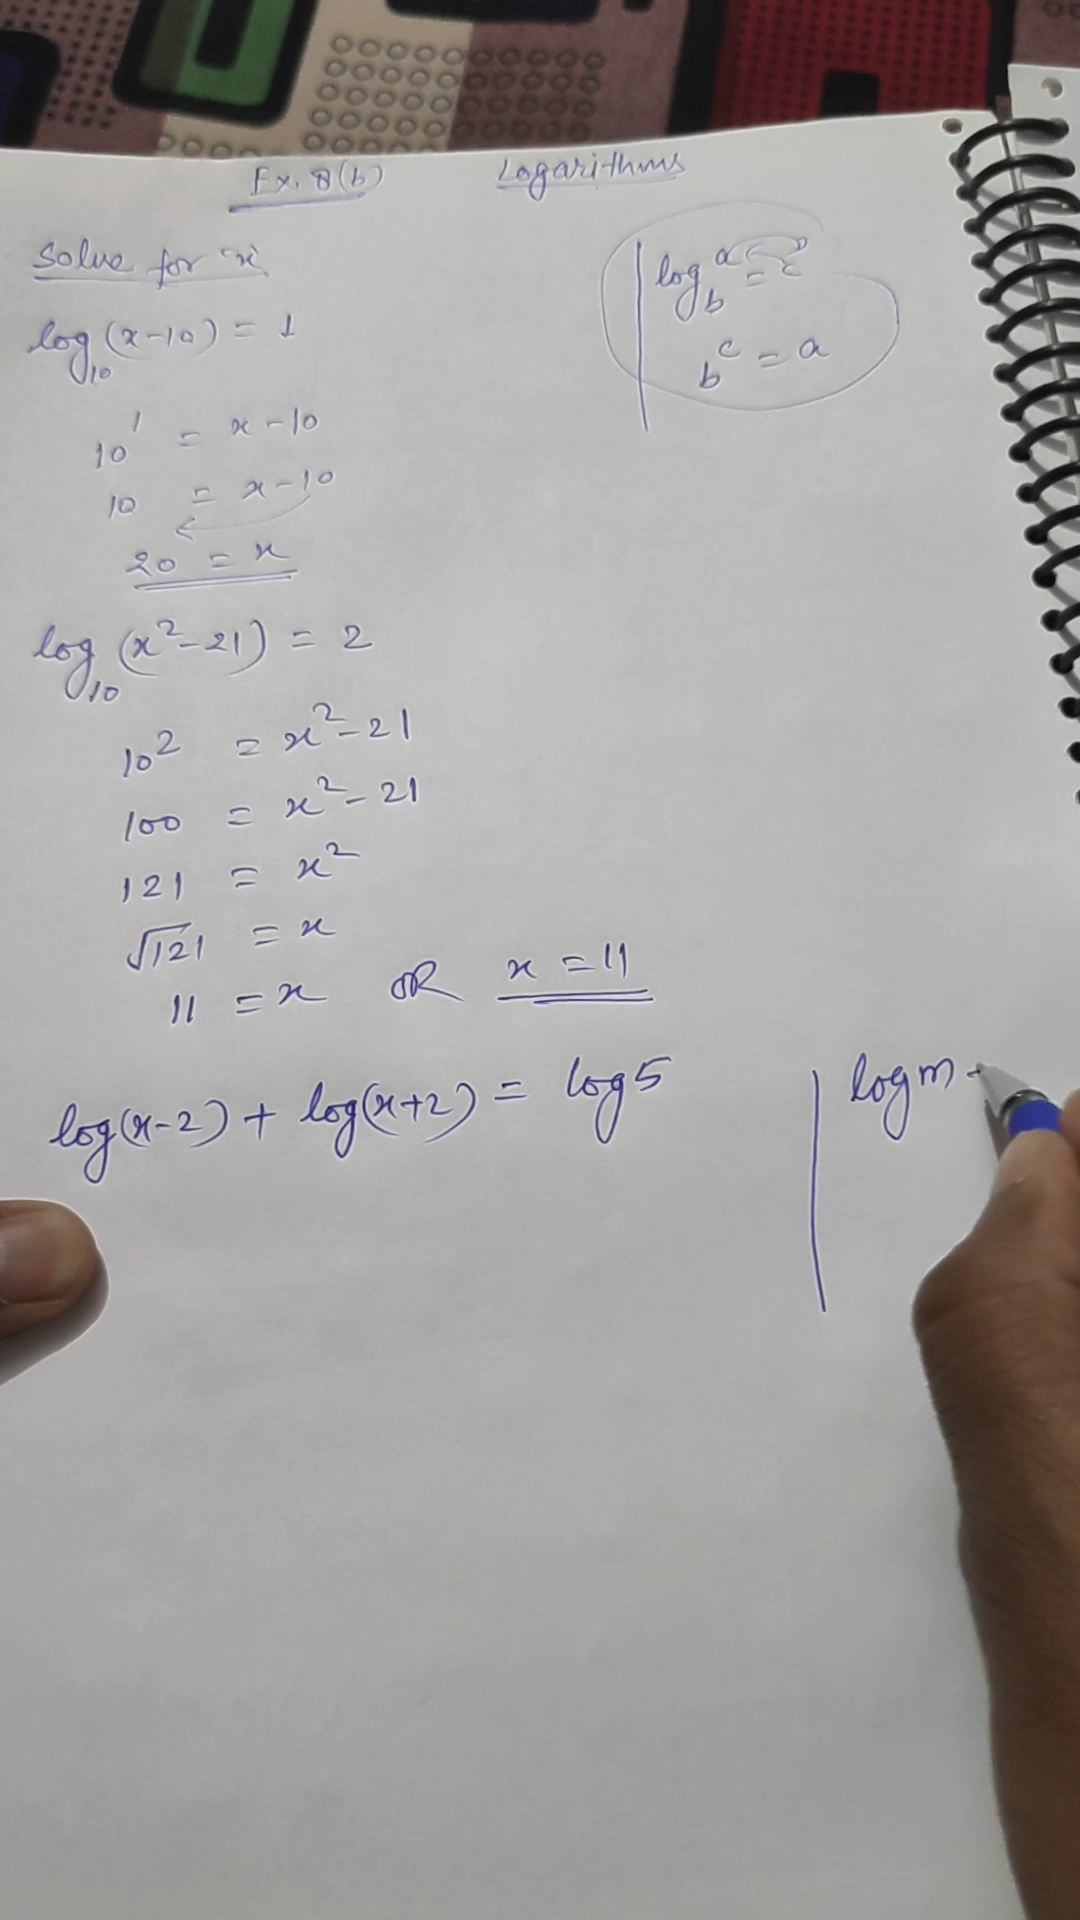 Ex. 8(b) Logarithms
Solve for "x"
log₁₀(x-10) = 1
log_b a = c
b^c = a
10¹ = x-10
10 = x-10
20 = x
log₁₀(x²-21) = 2
10² = x²-21
100 = x²-21
121 = x²
√121 = x
11 = x OR x = 11
log(x-2) + log(x+2) = log5
log m